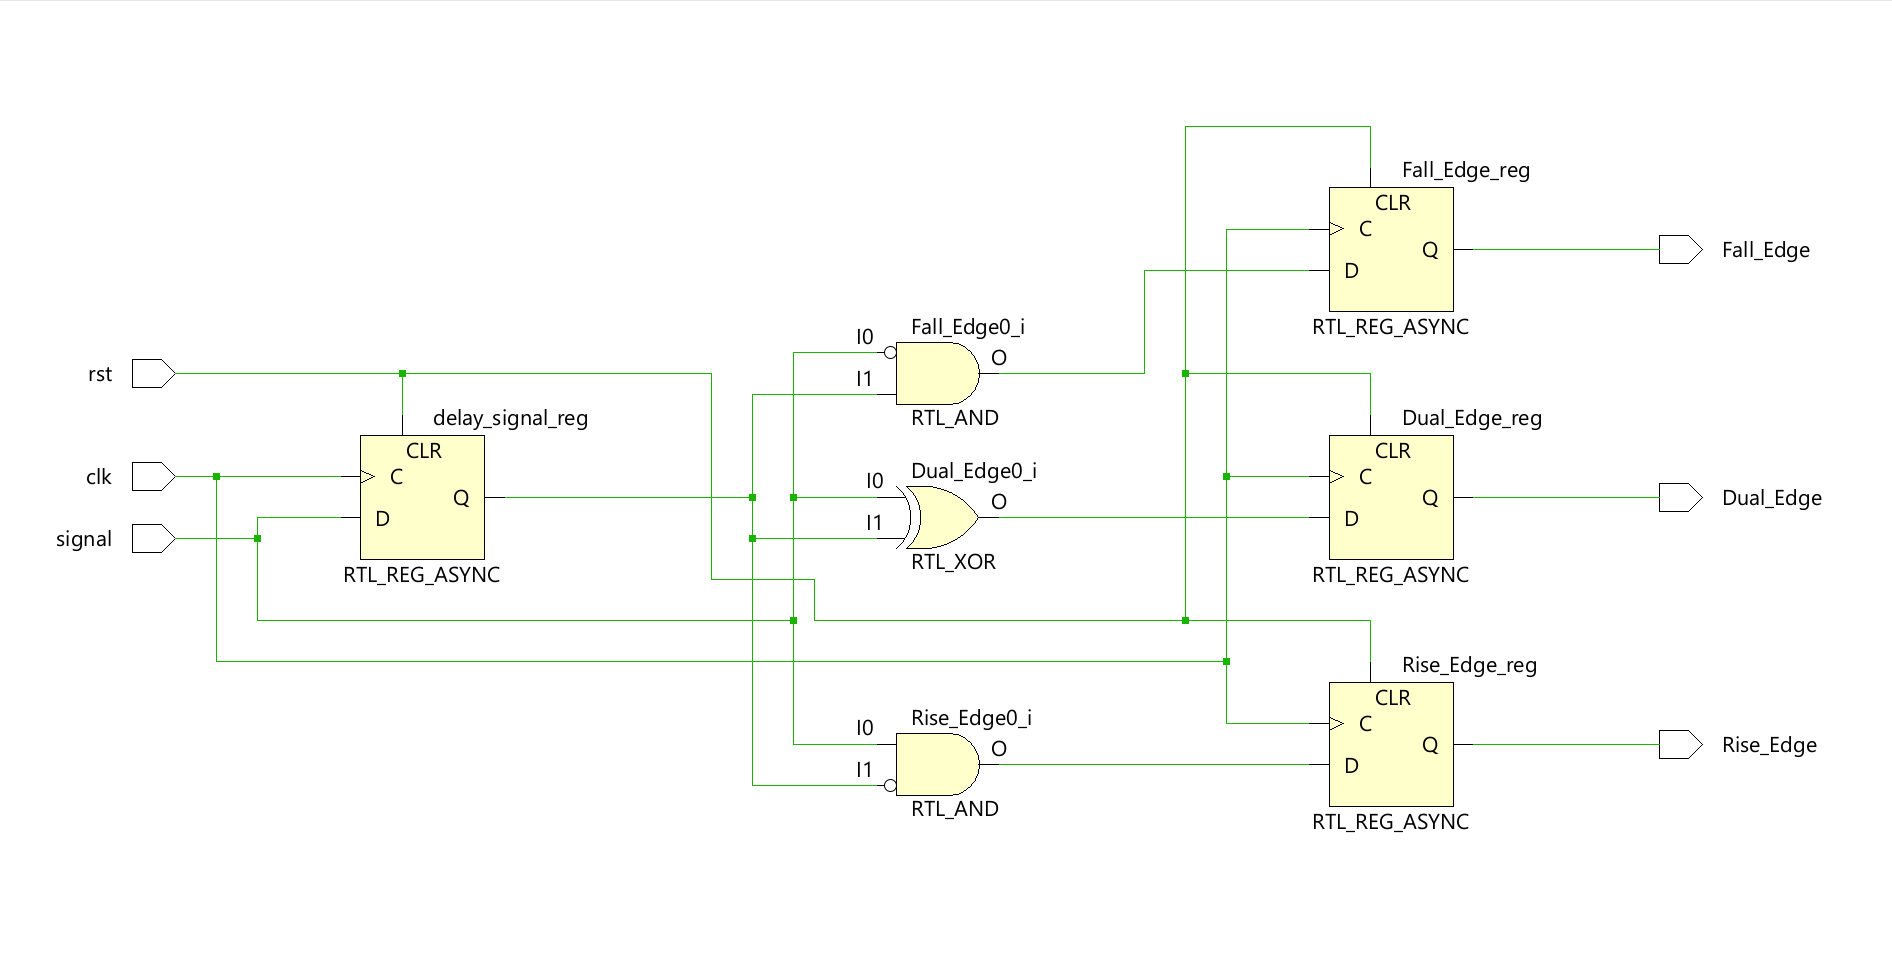 Fall_Edge_reg
CLR
C
Q
D
RTL_REG_ASYNC
Fall_Edge
rst
clk
signal
delay_signal_reg
CLR
C
Q
D
RTL_REG_ASYNC
Fall_Edge0_i
I0
I1
O
RTL_AND
Dual_Edge0_i
I0
I1
O
RTL_XOR
Dual_Edge_reg
CLR
C
Q
D
RTL_REG_ASYNC
Dual_Edge
Rise_Edge0_i
I0
I1
O
RTL_AND
Rise_Edge_reg
CLR
C
Q
D
RTL_REG_ASYNC
Rise_Edge